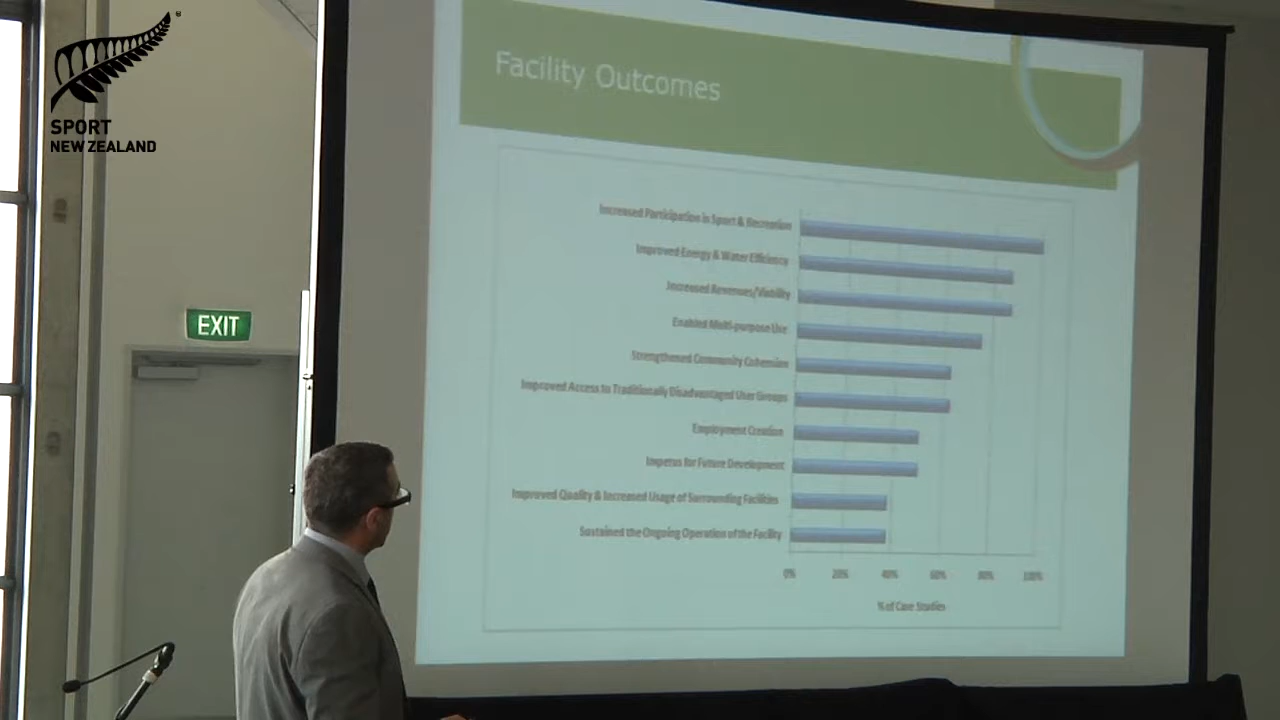 SPORT
NEW ZEALAND
EXIT
Facility Outcomes
Increased Participation in Sport & Recreation
Improved Energy & Water Efficiency
Increased Revenues/Viability
Enabled Multi-purpose Use
Strengthened Community Cohesion
Improved Access to Traditionally Disadvantaged User Groups
Employment Creation
Impetus for Future Development
Improved Quality & Increased Usage of Surrounding Facilities
Sustained the Ongoing Operation of the Facility
0% 20% 40% 60% 80% 100%
% of Case Studies